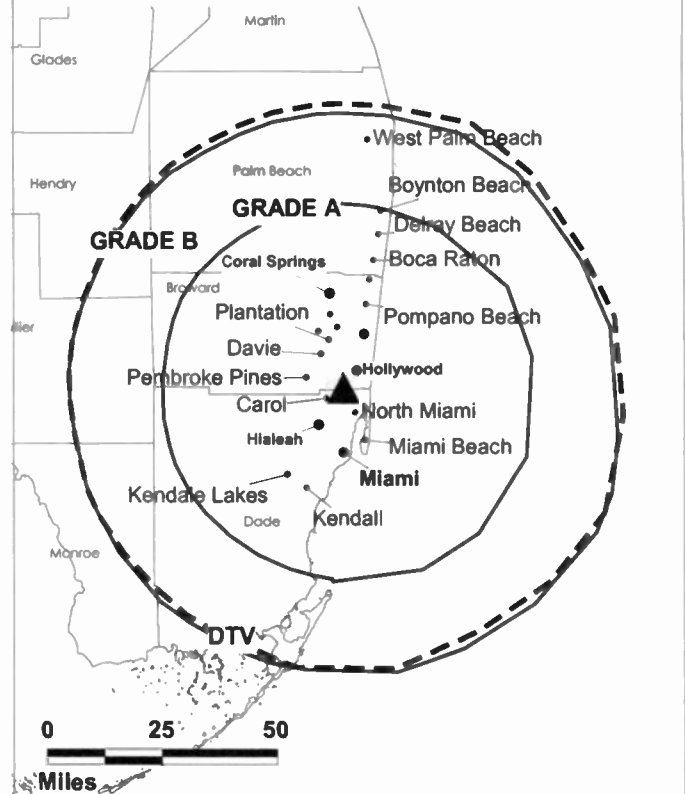 Martin
Glades
West Palm Beach
Palm Beach
Hendry
Boynton Beach
GRADE A
Delray Beach
GRADE B
Coral Springs
Boca Raton
Broward
Plantation
Pompano Beach
llier
Davie
Hollywood
Pembroke Pines
Carol
North Miami
Hialeah
Miami Beach
Miami
Kendale Lakes
Kendall
Dade
Monroe
DTV
0 25 50
Miles